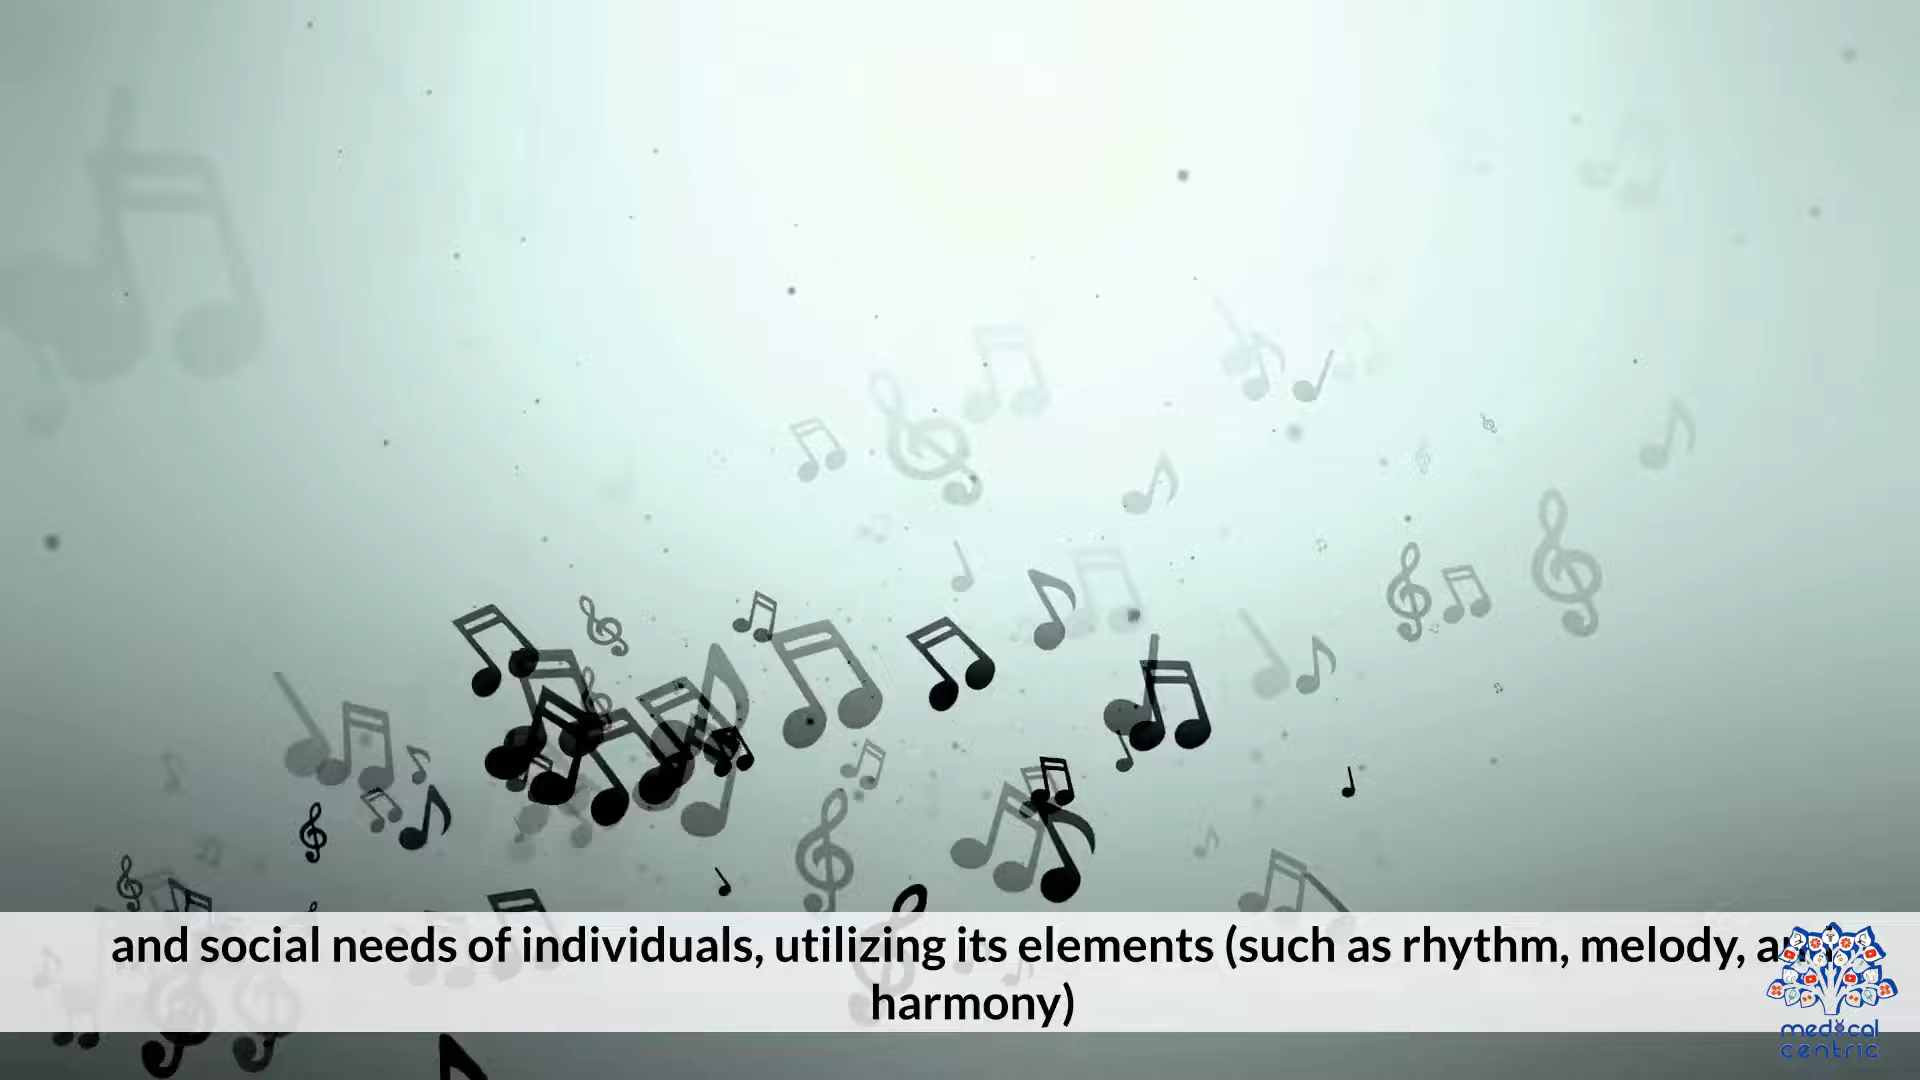 and social needs of individuals, utilizing its elements (such as rhythm, melody,
harmony)
medical
centric